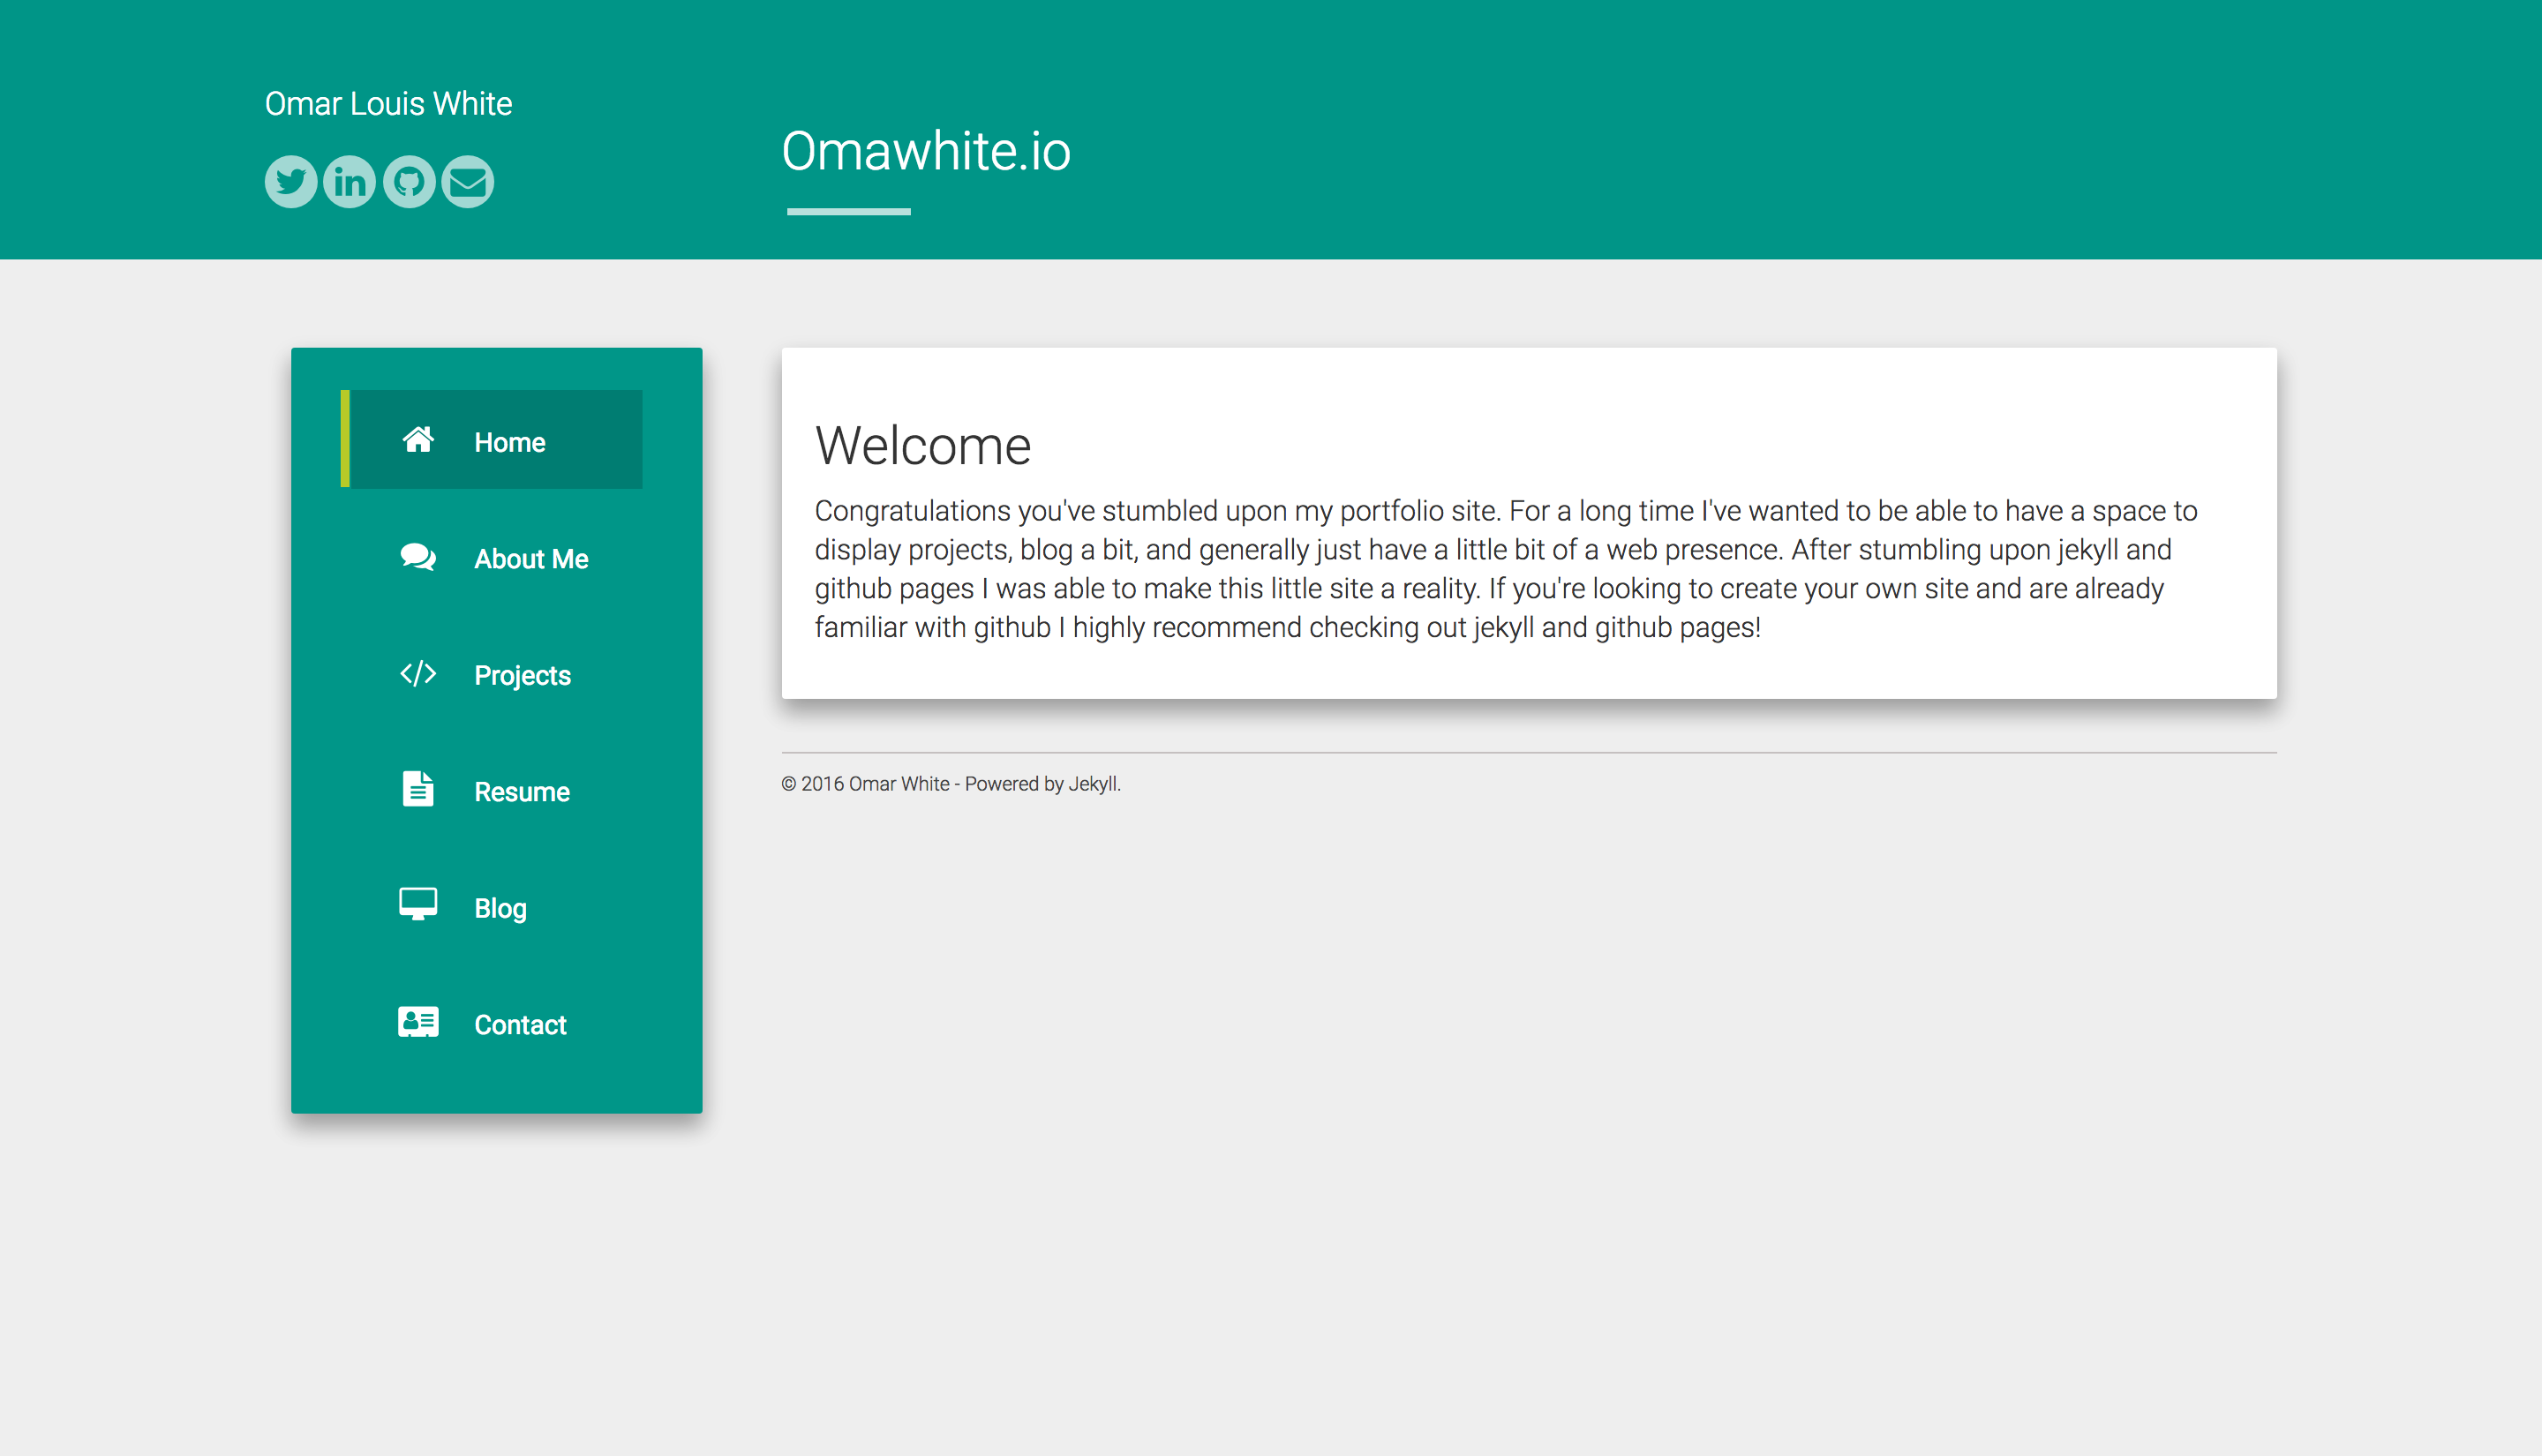 Omar Louis White
Omawhite.io
Home
About Me
Projects
Resume
Blog
Contact
Welcome
Congratulations you've stumbled upon my portfolio site. For a long time I've wanted to be able to have a space to
display projects, blog a bit, and generally just have a little bit of a web presence. After stumbling upon jekyll and
github pages I was able to make this little site a reality. If you're looking to create your own site and are already
familiar with github I highly recommend checking out jekyll and github pages!
© 2016 Omar White - Powered by Jekyll.